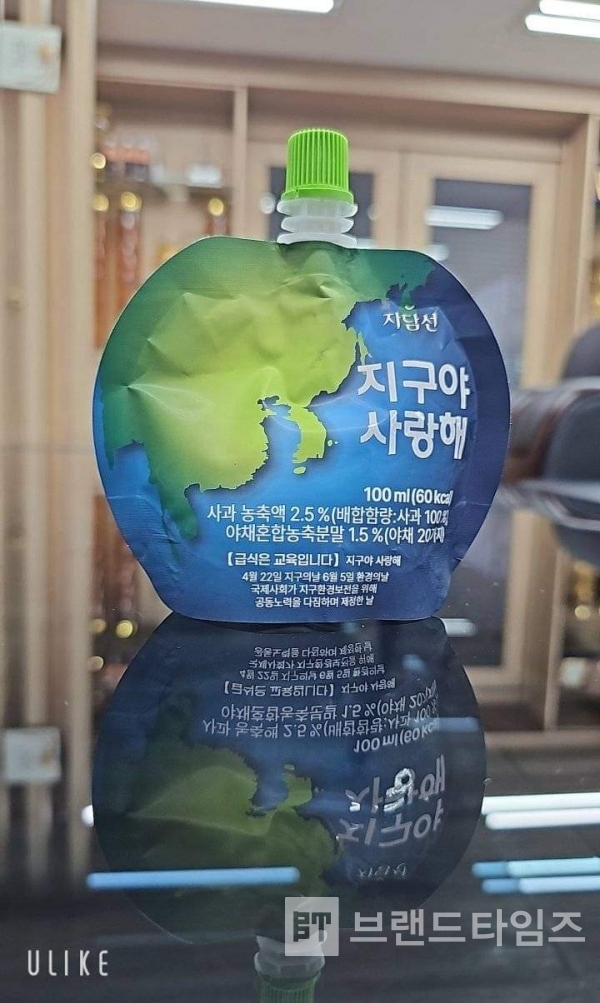 지담선
지구야
사랑해
100 ml (60 kcal)
사과 농축액 2.5 % (배합함량:사과 100%)
야채혼합농축분말 1.5 % (야채 20가지)
【급식은 교육입니다】 지구야 사랑해
4월 22일 지구의날 6월 5일 환경의날
국제사회가 지구환경보전을 위해
공동노력을 다짐하며 제정한 날
BT 브랜드타임즈
ULIKE